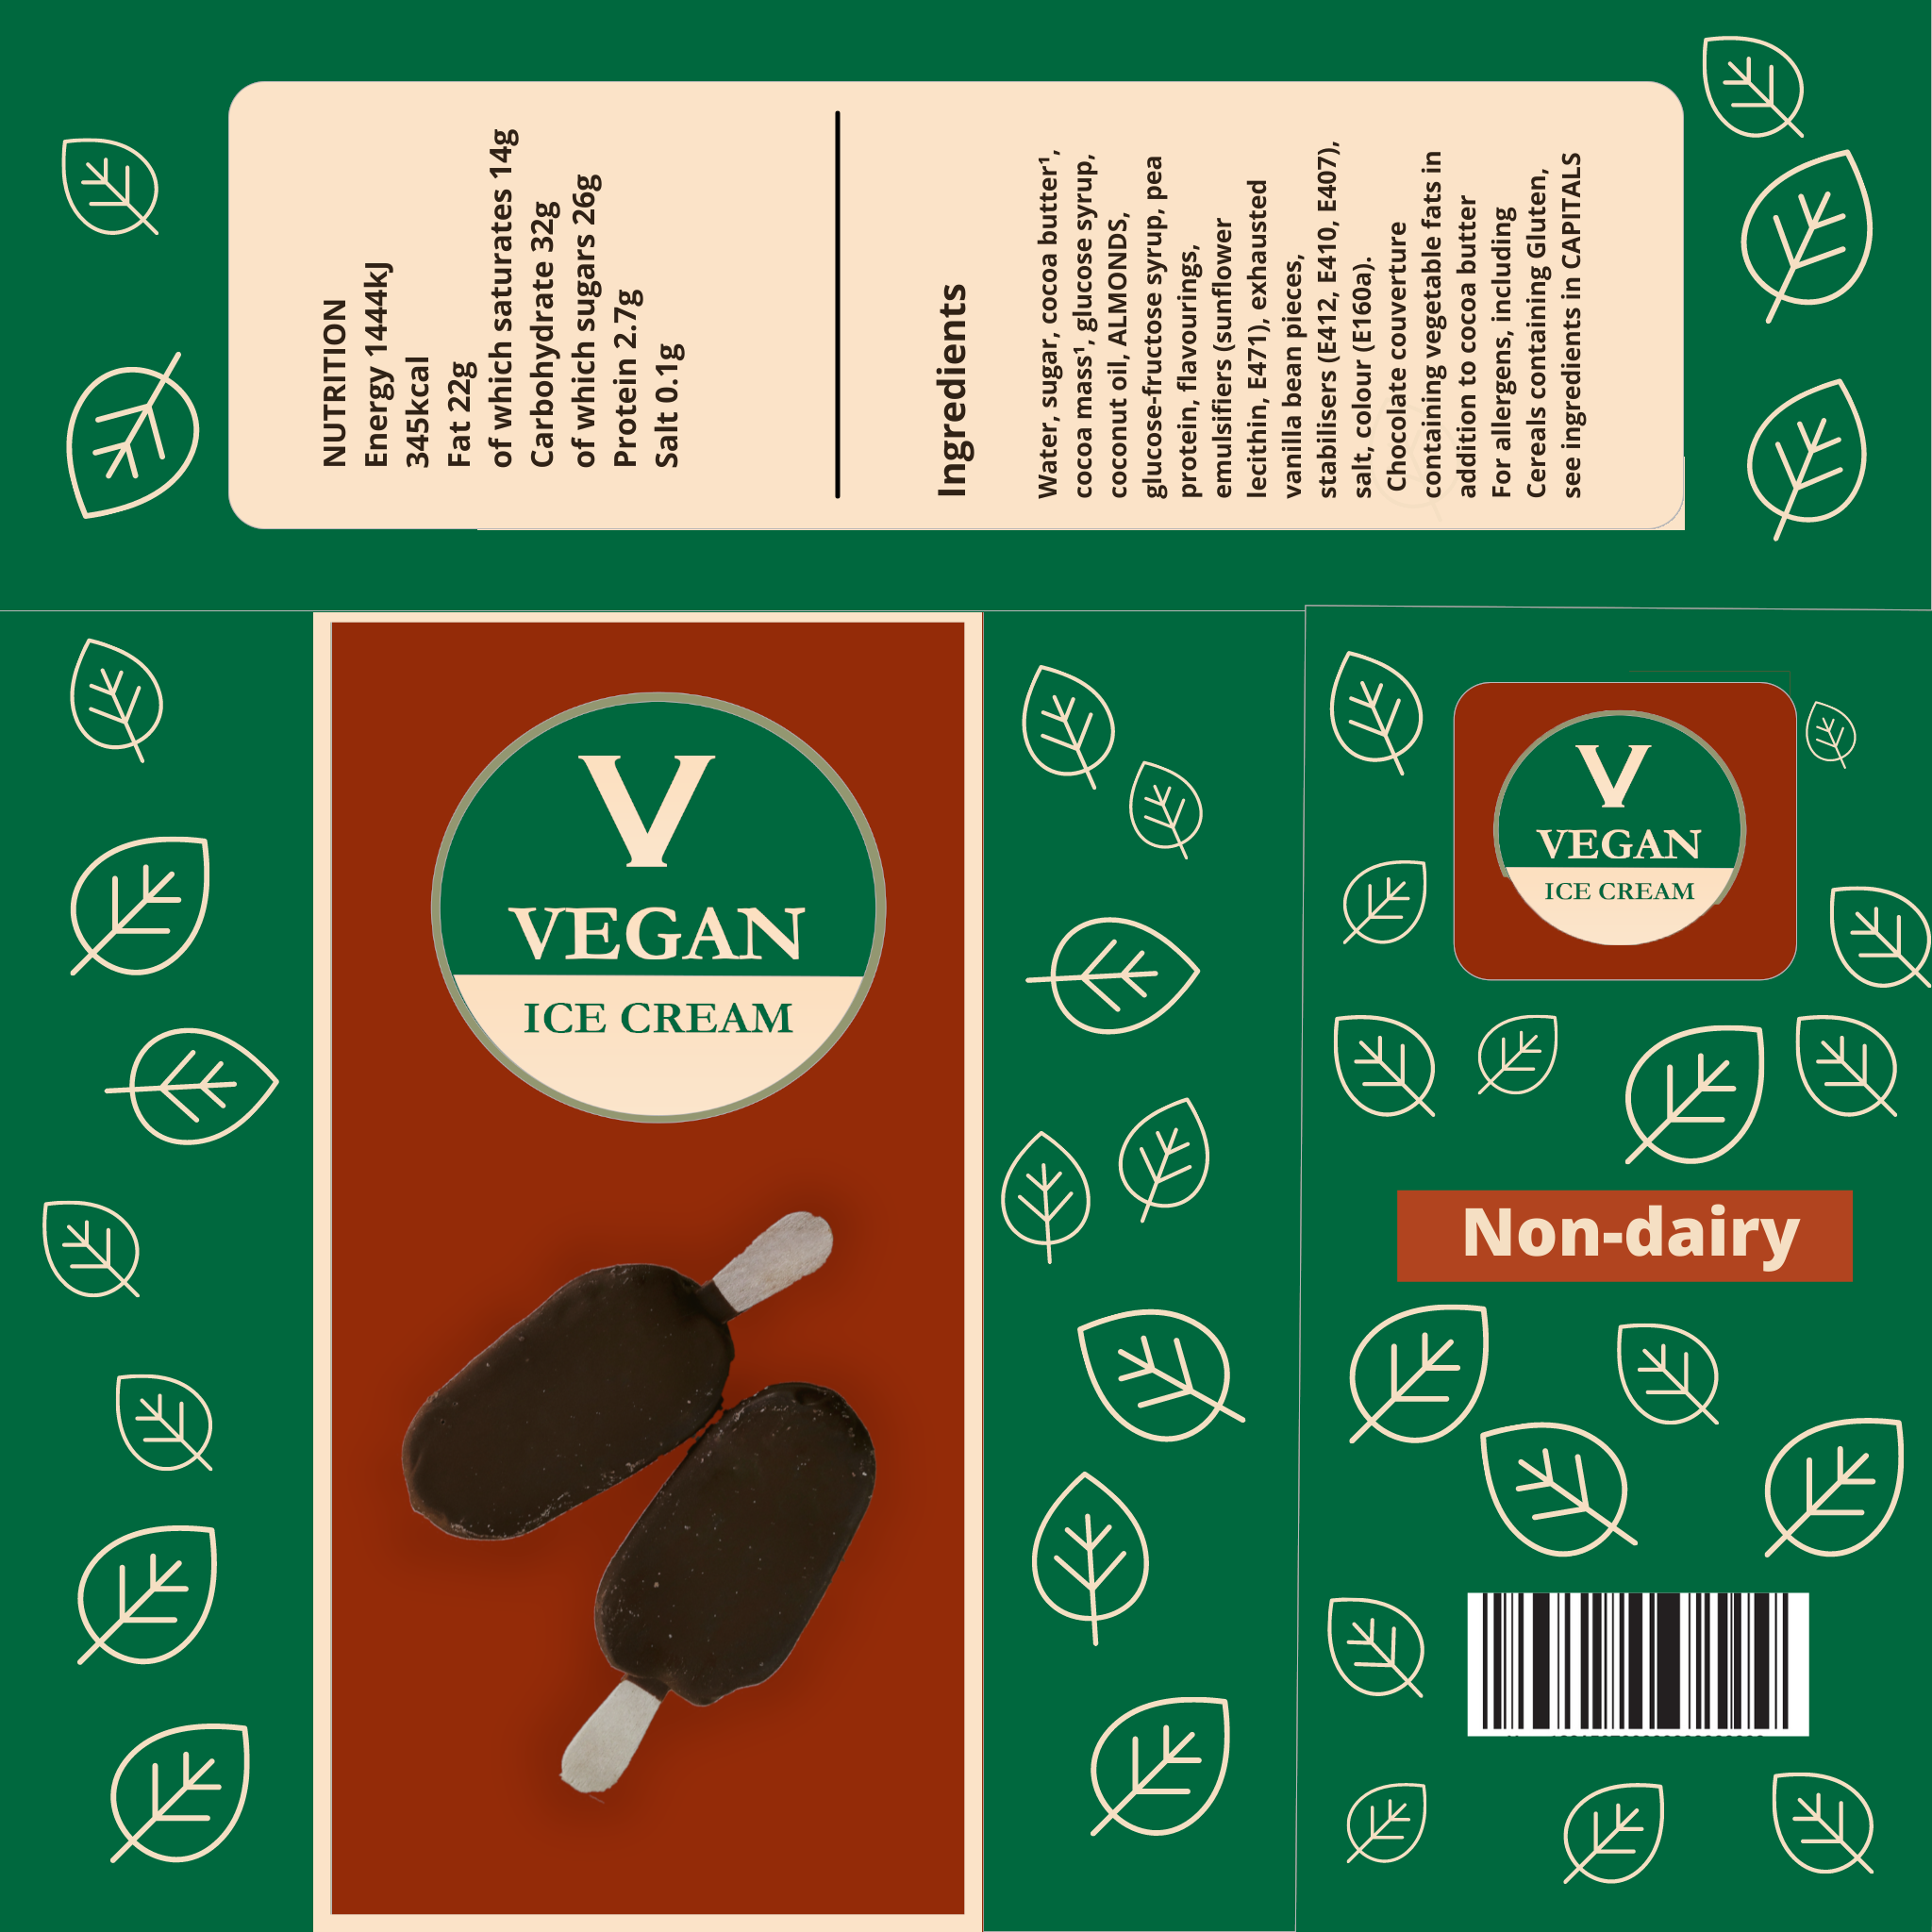 NUTRITION
Energy 1444kJ
345kcal
Fat 22g
of which saturates 14g
Carbohydrate 32g
of which sugars 26g
Protein 2.7g
Salt 0.1g
Ingredients
Water, sugar, cocoa butter¹,
cocoa mass¹, glucose syrup,
coconut oil, ALMONDS,
glucose-fructose syrup, pea
protein, flavourings,
emulsifiers (sunflower
lecithin, E471), exhausted
vanilla bean pieces,
stabilisers (E412, E410, E407),
salt, colour (E160a).
Chocolate couverture
containing vegetable fats in
addition to cocoa butter
For allergens, including
Cereals containing Gluten,
see ingredients in CAPITALS
V
VEGAN
ICE CREAM
V
VEGAN
ICE CREAM
Non-dairy